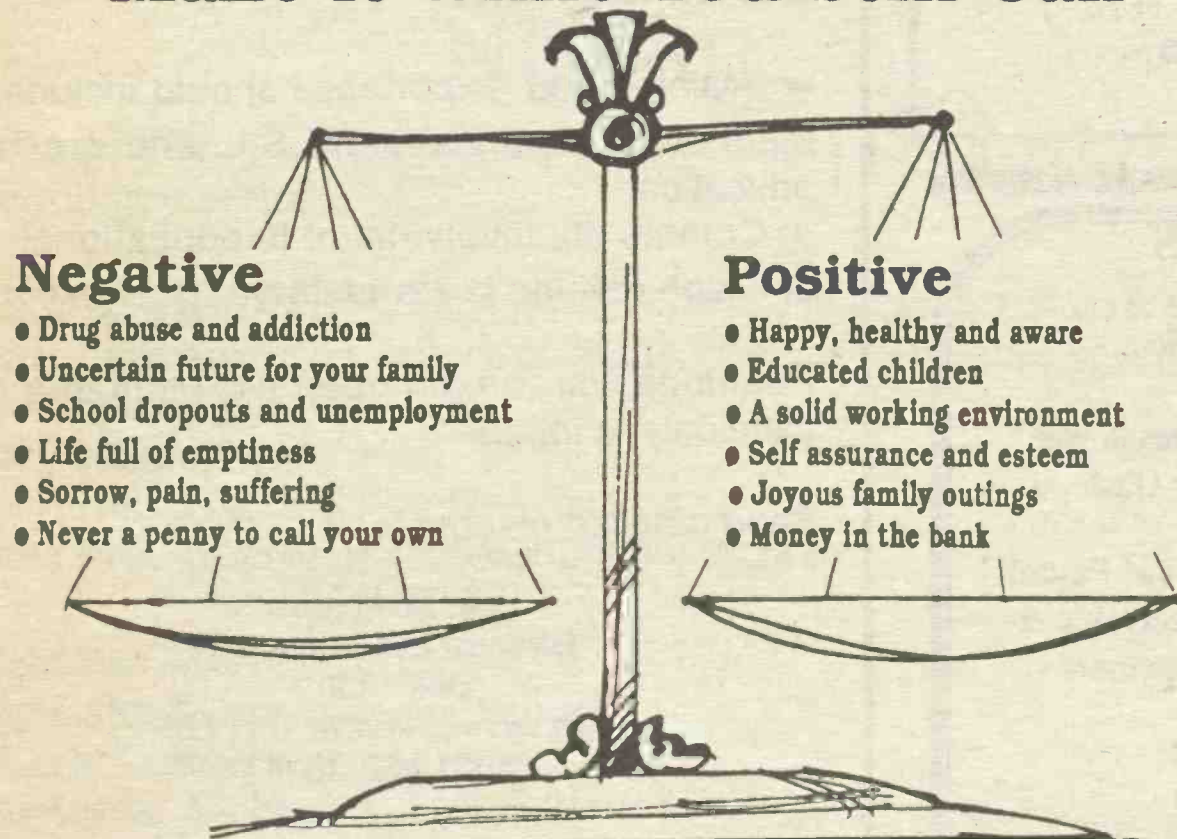 Negative
• Drug abuse and addiction
• Uncertain future for your family
• School dropouts and unemployment
• Life full of emptiness
• Sorrow, pain, suffering
• Never a penny to call your own
Positive
• Happy, healthy and aware
• Educated children
• A solid working environment
• Self assurance and esteem
• Joyous family outings
• Money in the bank